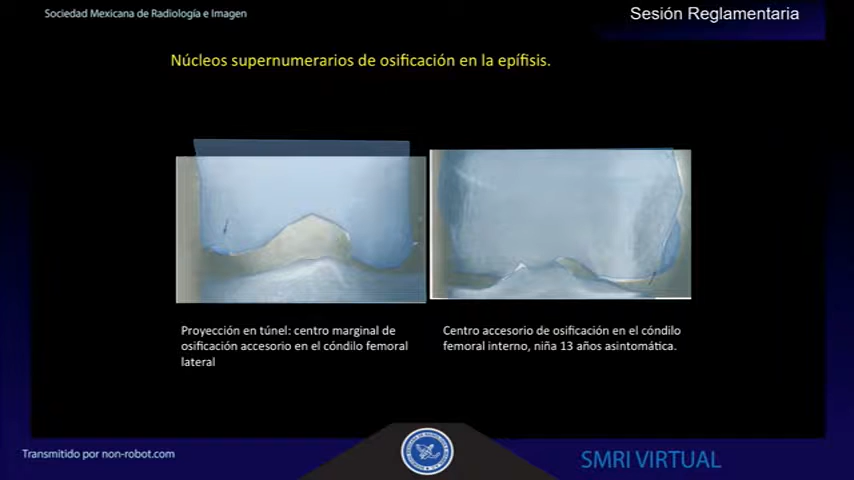 Sociedad Mexicana de Radiología e Imagen
Sesión Reglamentaria
Núcleos supernumerarios de osificación en la epífisis.
Proyección en túnel: centro marginal de
osificación accesorio en el cóndilo femoral
lateral
Centro accesorio de osificación en el cóndilo
femoral interno, niña 13 años asintomática.
Transmitido por non-robot.com
SMRI VIRTUAL